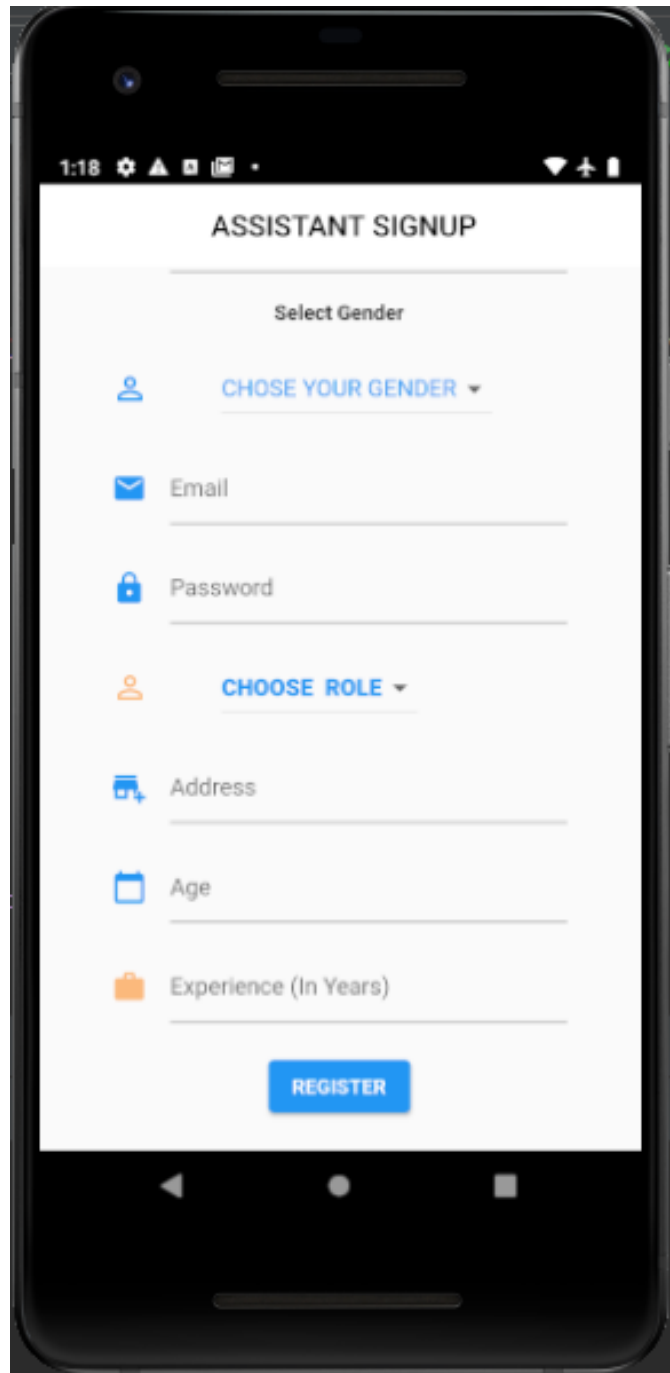 1:18
ASSISTANT SIGNUP
Select Gender
CHOSE YOUR GENDER
Email
Password
CHOOSE ROLE
Address
Age
Experience (In Years)
REGISTER